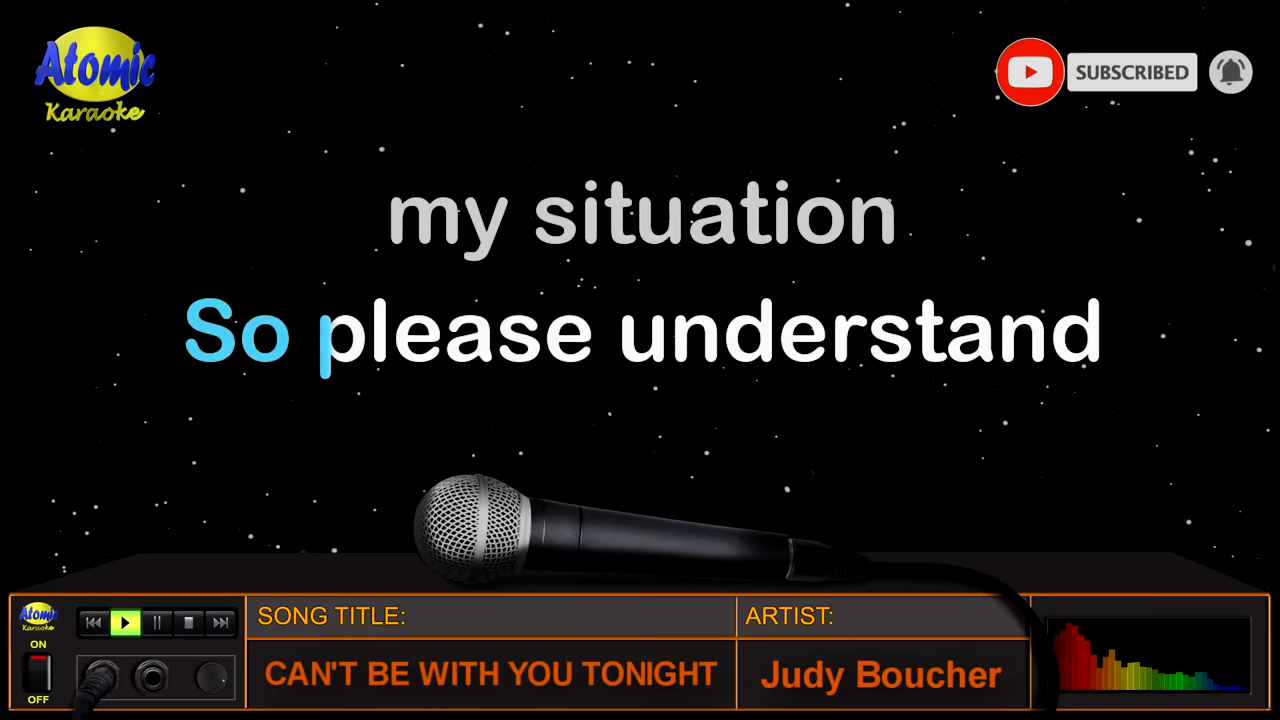 Atomic
Karaoke
SUBSCRIBED
my situation
So please understand
Atomic
Karaoke
ON
OFF
SONG TITLE:
ARTIST:
CAN'T BE WITH YOU TONIGHT
Judy Boucher